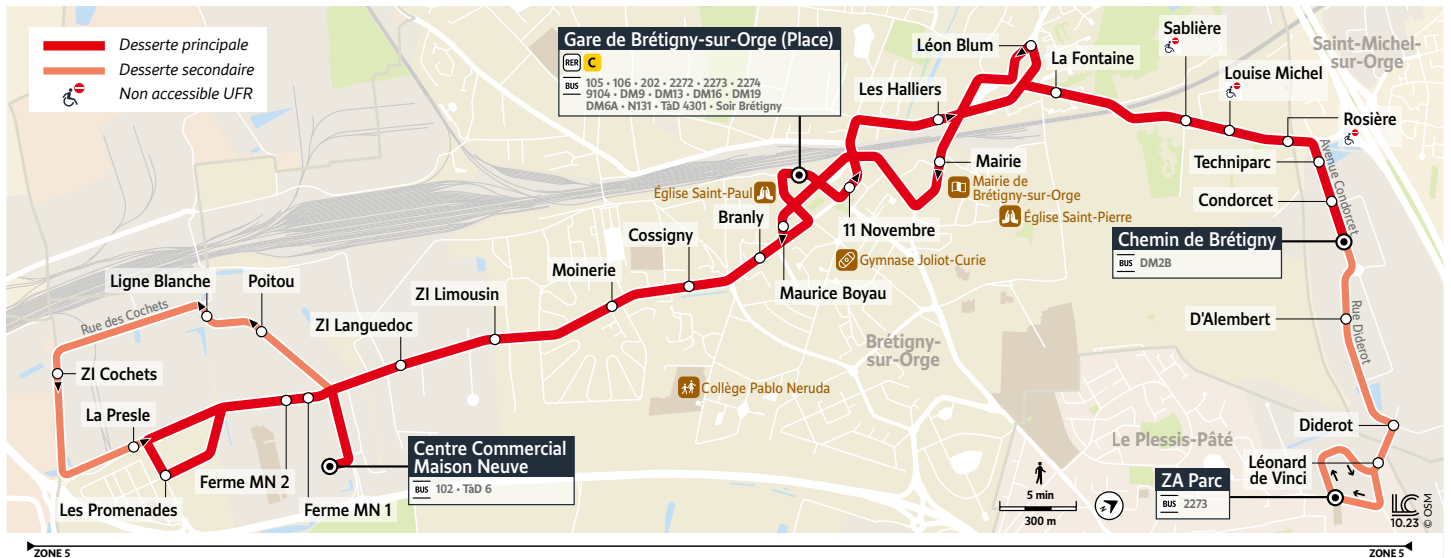 Desserte principale
Desserte secondaire
Non accessible UFR
Gare de Brétigny-sur-Orge (Place)
RER C
BUS 105 • 106 • 202 • 2272 • 2273 • 2274
9104 • DM9 • DM13 • DM16 • DM19
DM6A • N131 • TàD 4301 • Soir Brétigny
Léon Blum
La Fontaine
Sablière
Saint-Michel-
sur-Orge
Louise Michel
Les Halliers
Rosière
Avenue Condorcet
Techniparc
Mairie
Mairie de
Brétigny-sur-Orge
Église Saint-Paul
Église Saint-Pierre
Condorcet
Branly
11 Novembre
Cossigny
Chemin de Brétigny
BUS DM2B
Gymnase Joliot-Curie
Moinerie
Maurice Boyau
Ligne Blanche
Poitou
Rue des Cochets
ZI Limousin
ZI Languedoc
D'Alembert
Rue Diderot
Brétigny-
sur-Orge
ZI Cochets
Collège Pablo Neruda
La Presle
Diderot
Le Plessis-Pâté
Centre Commercial
Maison Neuve
BUS 102 • TàD 6
Léonard
de Vinci
Ferme MN 2
ZA Parc
BUS 2273
Les Promenades
Ferme MN 1
5 min
300 m
LC
10.23
© OSM
ZONE 5
ZONE 5